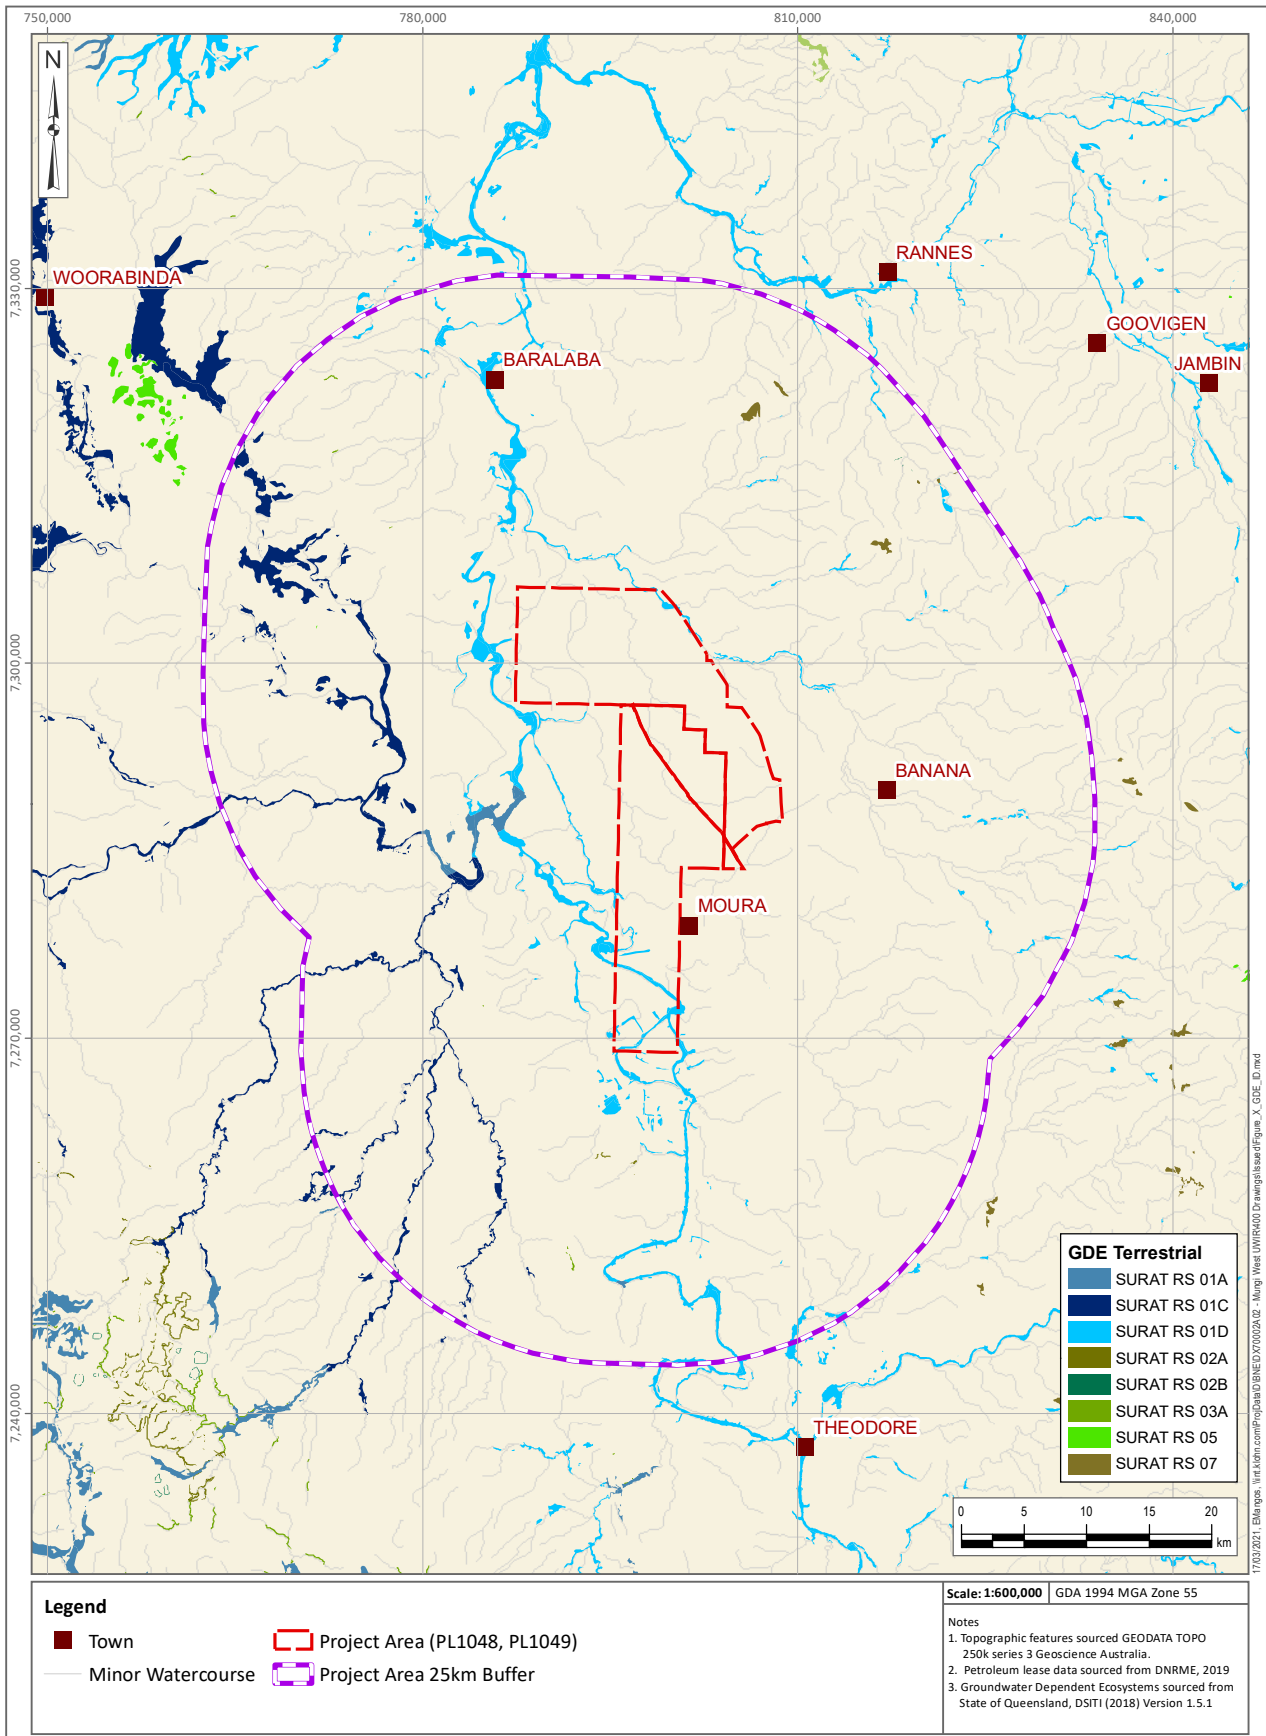 750,000
780,000
810,000
840,000
N
7,330,000
7,300,000
7,270,000
7,240,000
WOORABINDA
RANNES
GOOVIGEN
JAMBIN
BARALABA
BANANA
MOURA
THEODORE
GDE Terrestrial
SURAT RS 01A
SURAT RS 01C
SURAT RS 01D
SURAT RS 02A
SURAT RS 02B
SURAT RS 03A
SURAT RS 05
SURAT RS 07
0 5 10 15 20
km
Legend
Town
Minor Watercourse
Project Area (PL1048, PL1049)
Project Area 25km Buffer
Scale: 1:600,000 GDA 1994 MGA Zone 55
Notes
1. Topographic features sourced GEODATA TOPO
250k series 3 Geoscience Australia.
2. Petroleum lease data sourced from DNRME, 2019
3. Groundwater Dependent Ecosystems sourced from
State of Queensland, DSITI (2018) Version 1.5.1